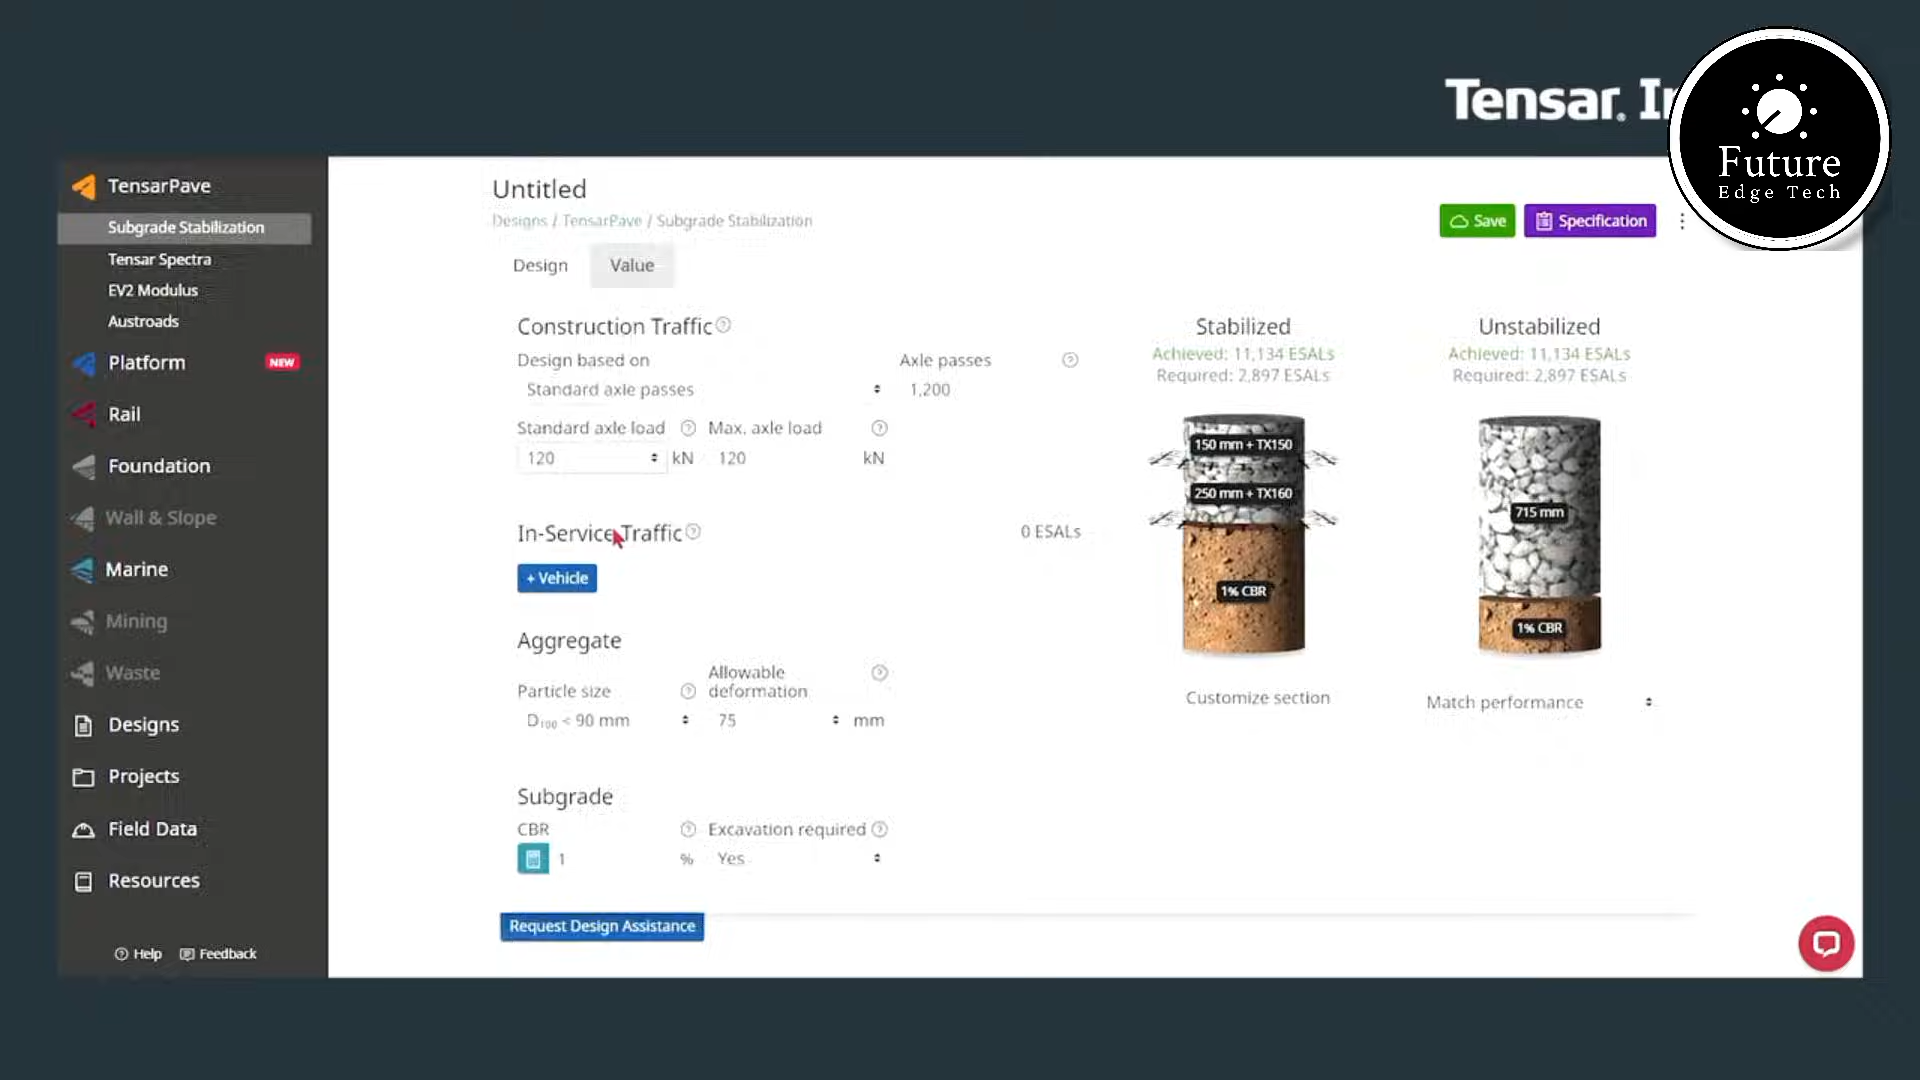 Tensar.
Future
Edge Tech
TensarPave
Subgrade Stabilization
Tensar Spectra
EV2 Modulus
Austroads
Platform NEW
Rail
Foundation
Wall & Slope
Marine
Mining
Waste
Designs
Projects
Field Data
Resources
Help Feedback
Untitled
Designs / TensarPave / Subgrade Stabilization
Save Specification
Design Value
Construction Traffic
Design based on Axle passes
Standard axle passes 1,200
Standard axle load Max. axle load
120 kN 120 kN
In-Service Traffic 0 ESALs
+ Vehicle
Aggregate
Particle size Allowable deformation
D₁₀₀ < 90 mm 75 mm
Subgrade
CBR Excavation required
1 % Yes
Request Design Assistance
Stabilized
Achieved: 11,134 ESALs
Required: 2,897 ESALs
150 mm + TX150
250 mm + TX160
1% CBR
Customize section
Unstabilized
Achieved: 11,134 ESALs
Required: 2,897 ESALs
715 mm
1% CBR
Match performance